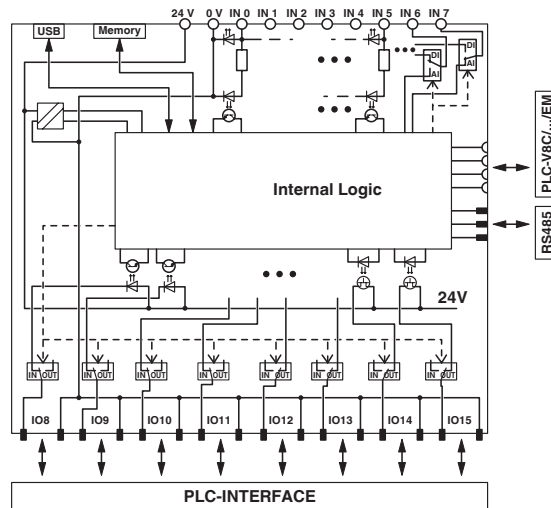 24 V 0 V IN 0 IN 1 IN 2 IN 3 IN 4 IN 5 IN 6 IN 7
USB Memory
DI
AI
DI
AI
PLC-V8C/.../EM
Internal Logic
RS485
24V
IN OUT IN OUT IN OUT IN OUT IN OUT IN OUT IN OUT IN OUT
IO8 IO9 IO10 IO11 IO12 IO13 IO14 IO15
PLC-INTERFACE